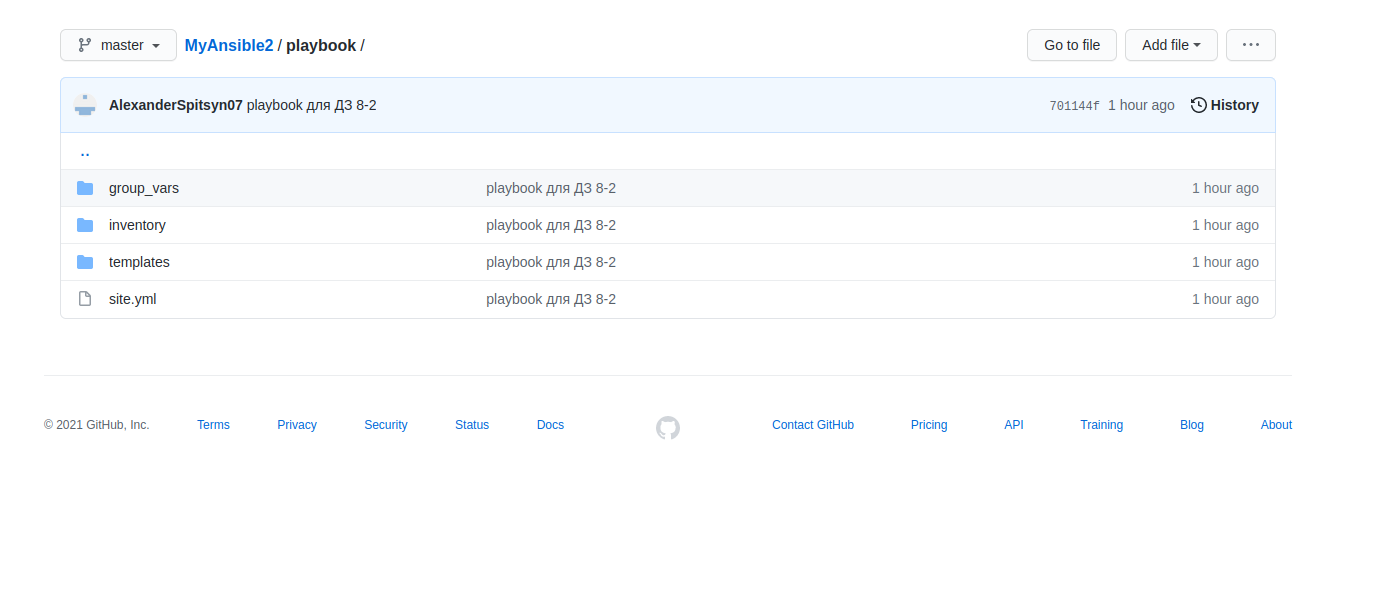 master MyAnsible2 / playbook / Go to file Add file
AlexanderSpitsyn07 playbook для ДЗ 8-2 701144f 1 hour ago History
..
group_vars playbook для ДЗ 8-2 1 hour ago
inventory playbook для ДЗ 8-2 1 hour ago
templates playbook для ДЗ 8-2 1 hour ago
site.yml playbook для ДЗ 8-2 1 hour ago
© 2021 GitHub, Inc. Terms Privacy Security Status Docs Contact GitHub Pricing API Training Blog About